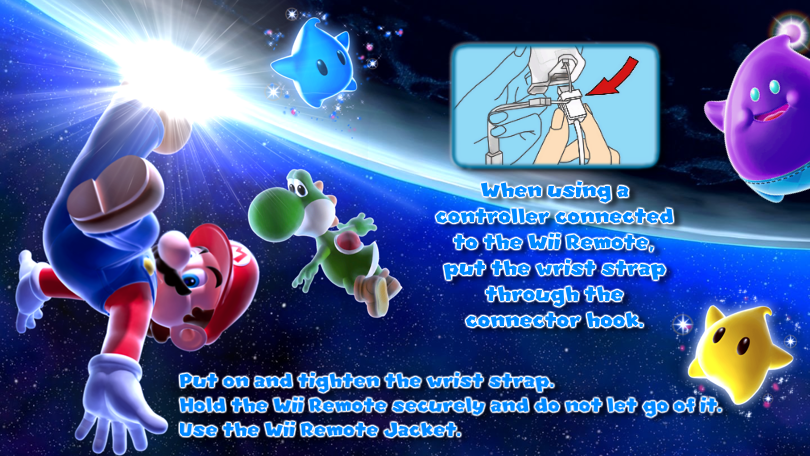 When using a
controller connected
to the Wii Remote,
put the wrist strap
through the
connector hook.
Put on and tighten the wrist strap.
Hold the Wii Remote securely and do not let go of it.
Use the Wii Remote Jacket.